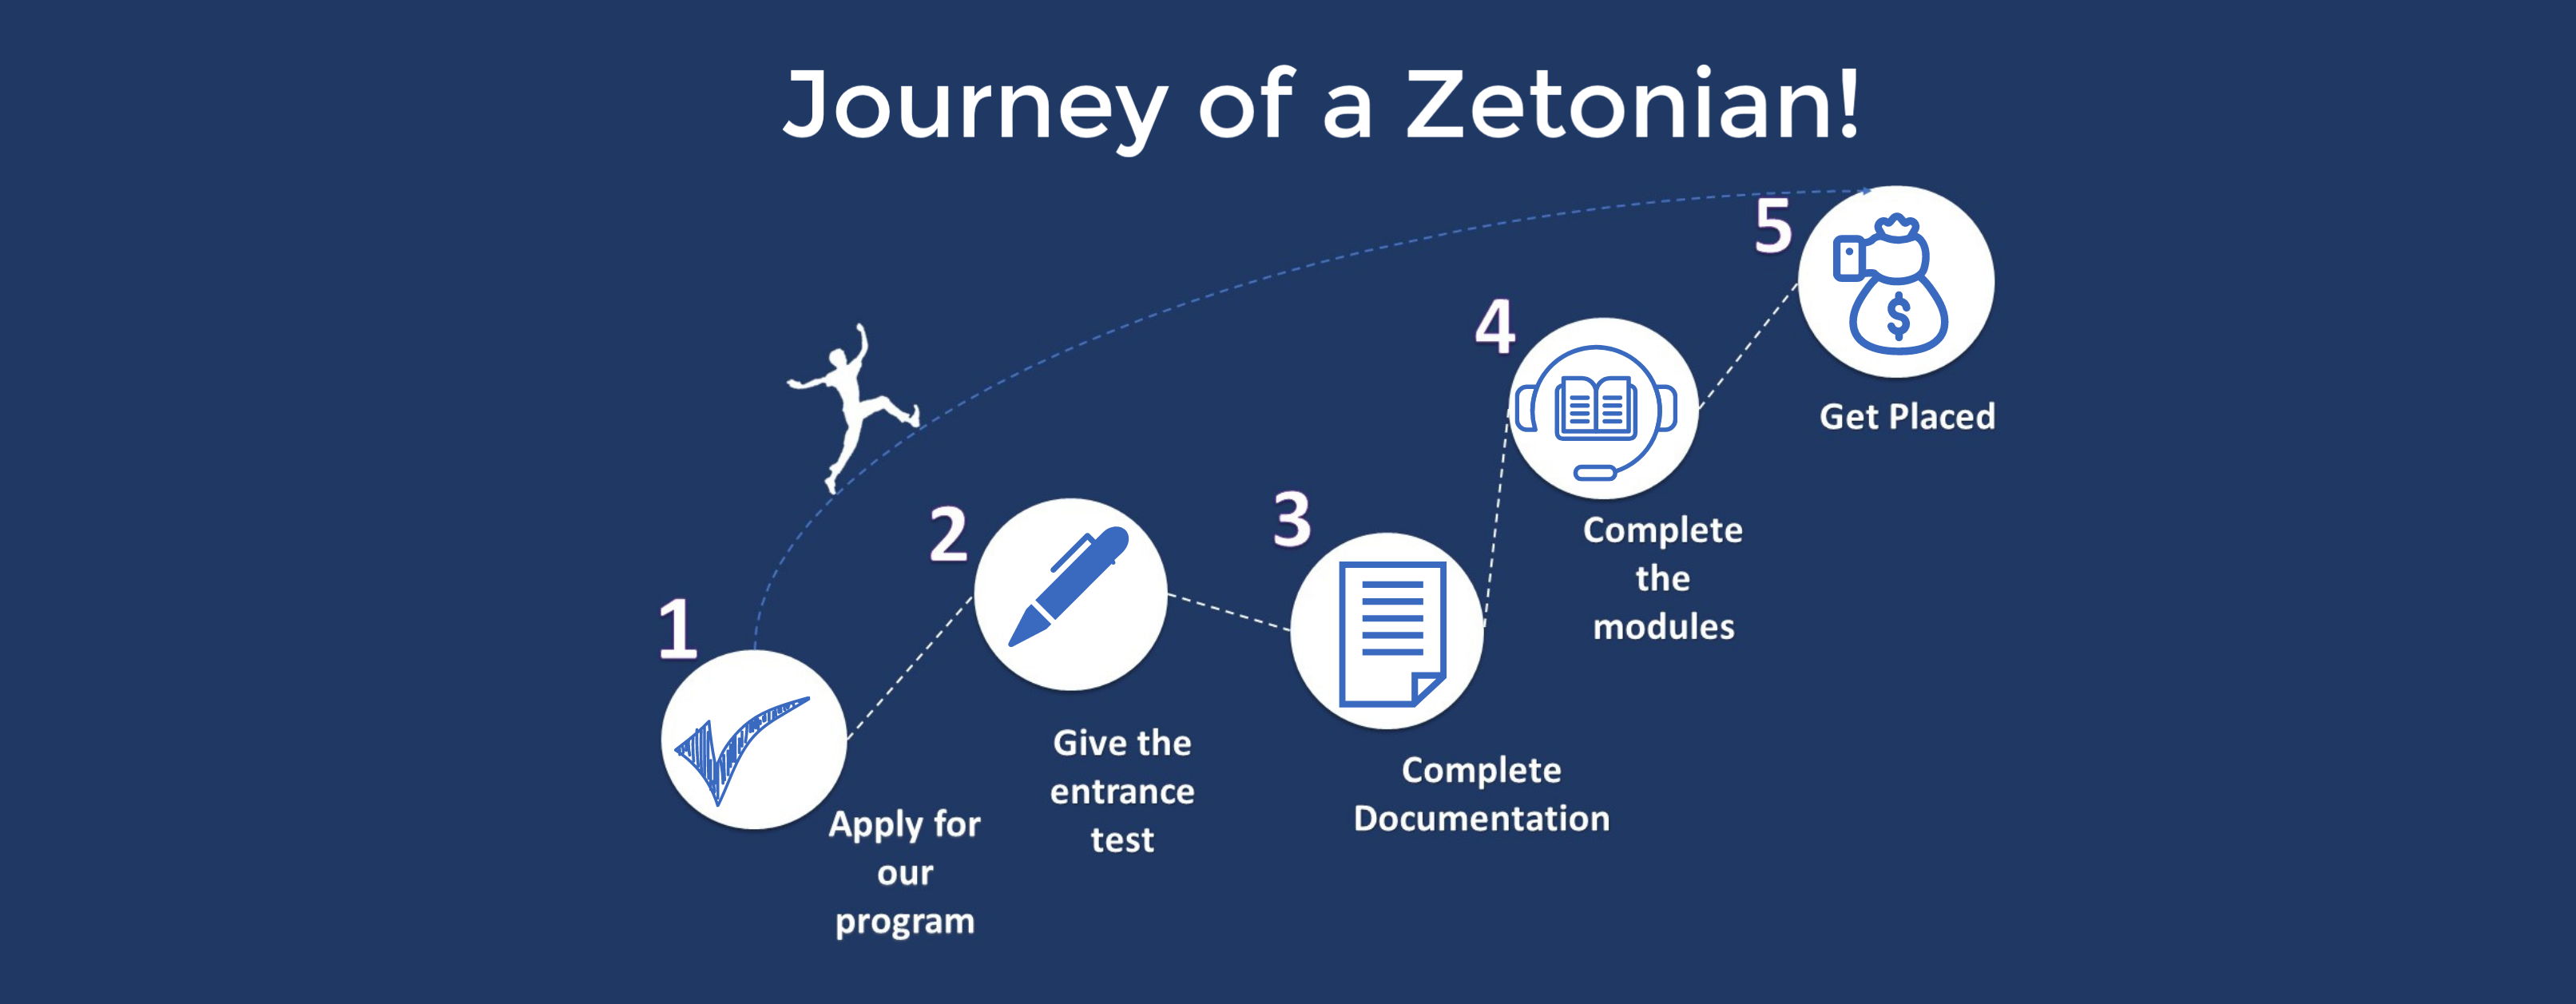 Journey of a Zetonian!
1
Apply for
our
program
2
Give the
entrance
test
3
Complete
Documentation
4
Complete
the
modules
5
$
Get Placed